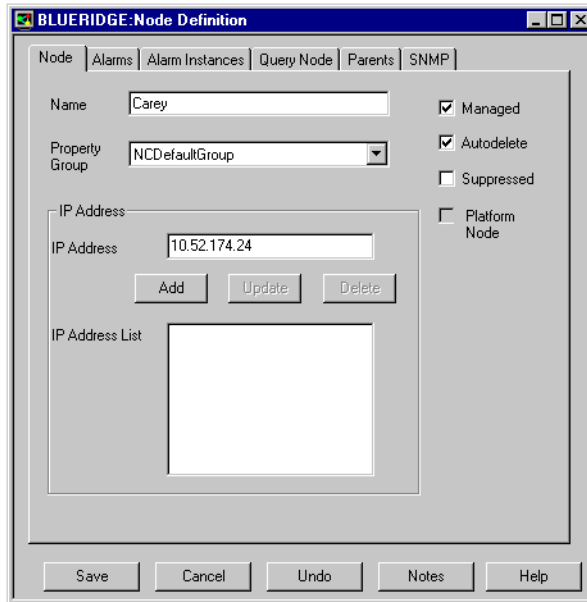 BLUERIDGE:Node Definition
Node Alarms Alarm Instances Query Node Parents SNMP
Name Carey
Managed
Property Group NCDefaultGroup
Autodelete
Suppressed
Platform Node
IP Address
IP Address 10.52.174.24
Add Update Delete
IP Address List
Save Cancel Undo Notes Help